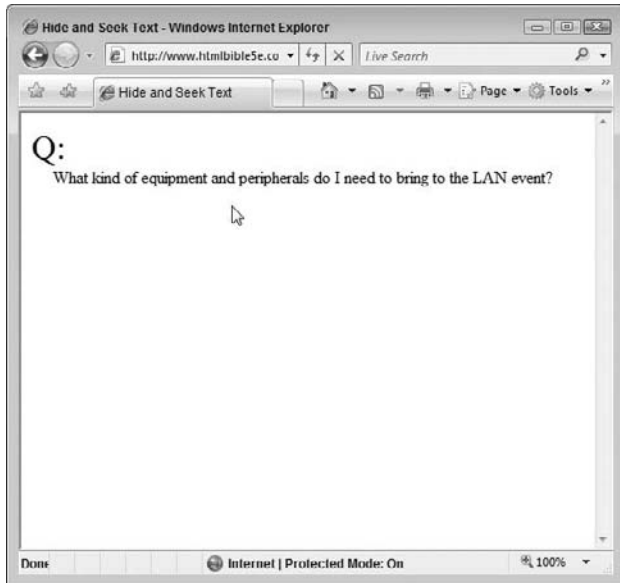 Hide and Seek Text - Windows Internet Explorer
http://www.htmlbible5e.co
Live Search
Hide and Seek Text
Page
Tools
Q:
What kind of equipment and peripherals do I need to bring to the LAN event?
Done
Internet | Protected Mode: On
100%